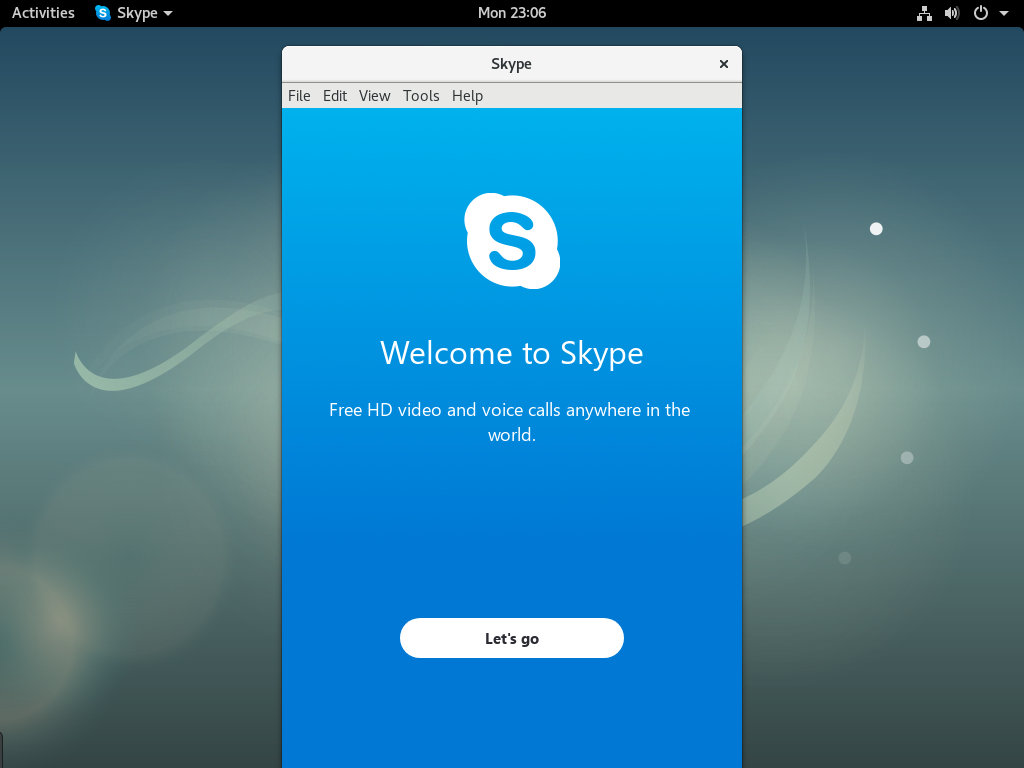 Activities Skype Mon 23:06
Skype
File Edit View Tools Help
S
Welcome to Skype
Free HD video and voice calls anywhere in the
world.
Let's go